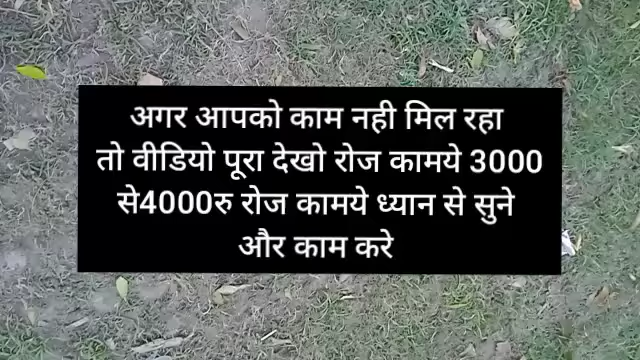 अगर आपको काम नही मिल रहा
तो वीडियो पूरा देखो रोज कामये 3000
से4000रु रोज कामये ध्यान से सुने
और काम करे